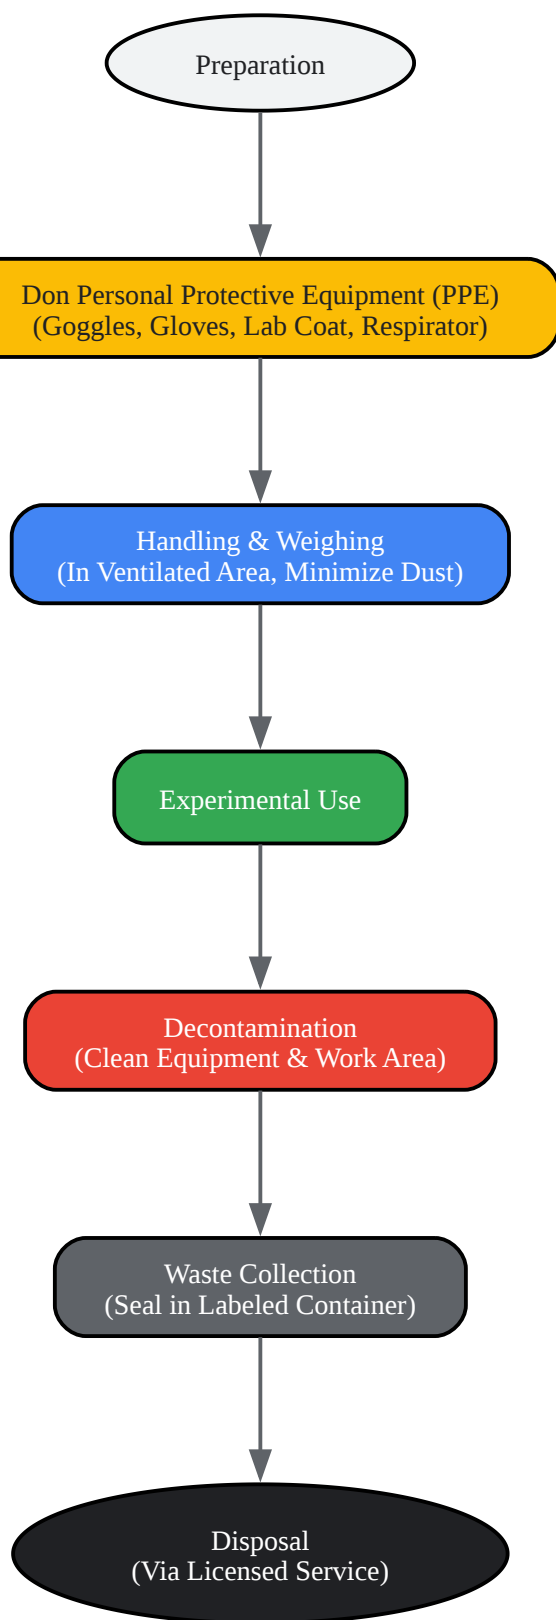 Preparation
Don Personal Protective Equipment (PPE)
(Goggles, Gloves, Lab Coat, Respirator)
Handling & Weighing
(In Ventilated Area, Minimize Dust)
Experimental Use
Decontamination
(Clean Equipment & Work Area)
Waste Collection
(Seal in Labeled Container)
Disposal
(Via Licensed Service)